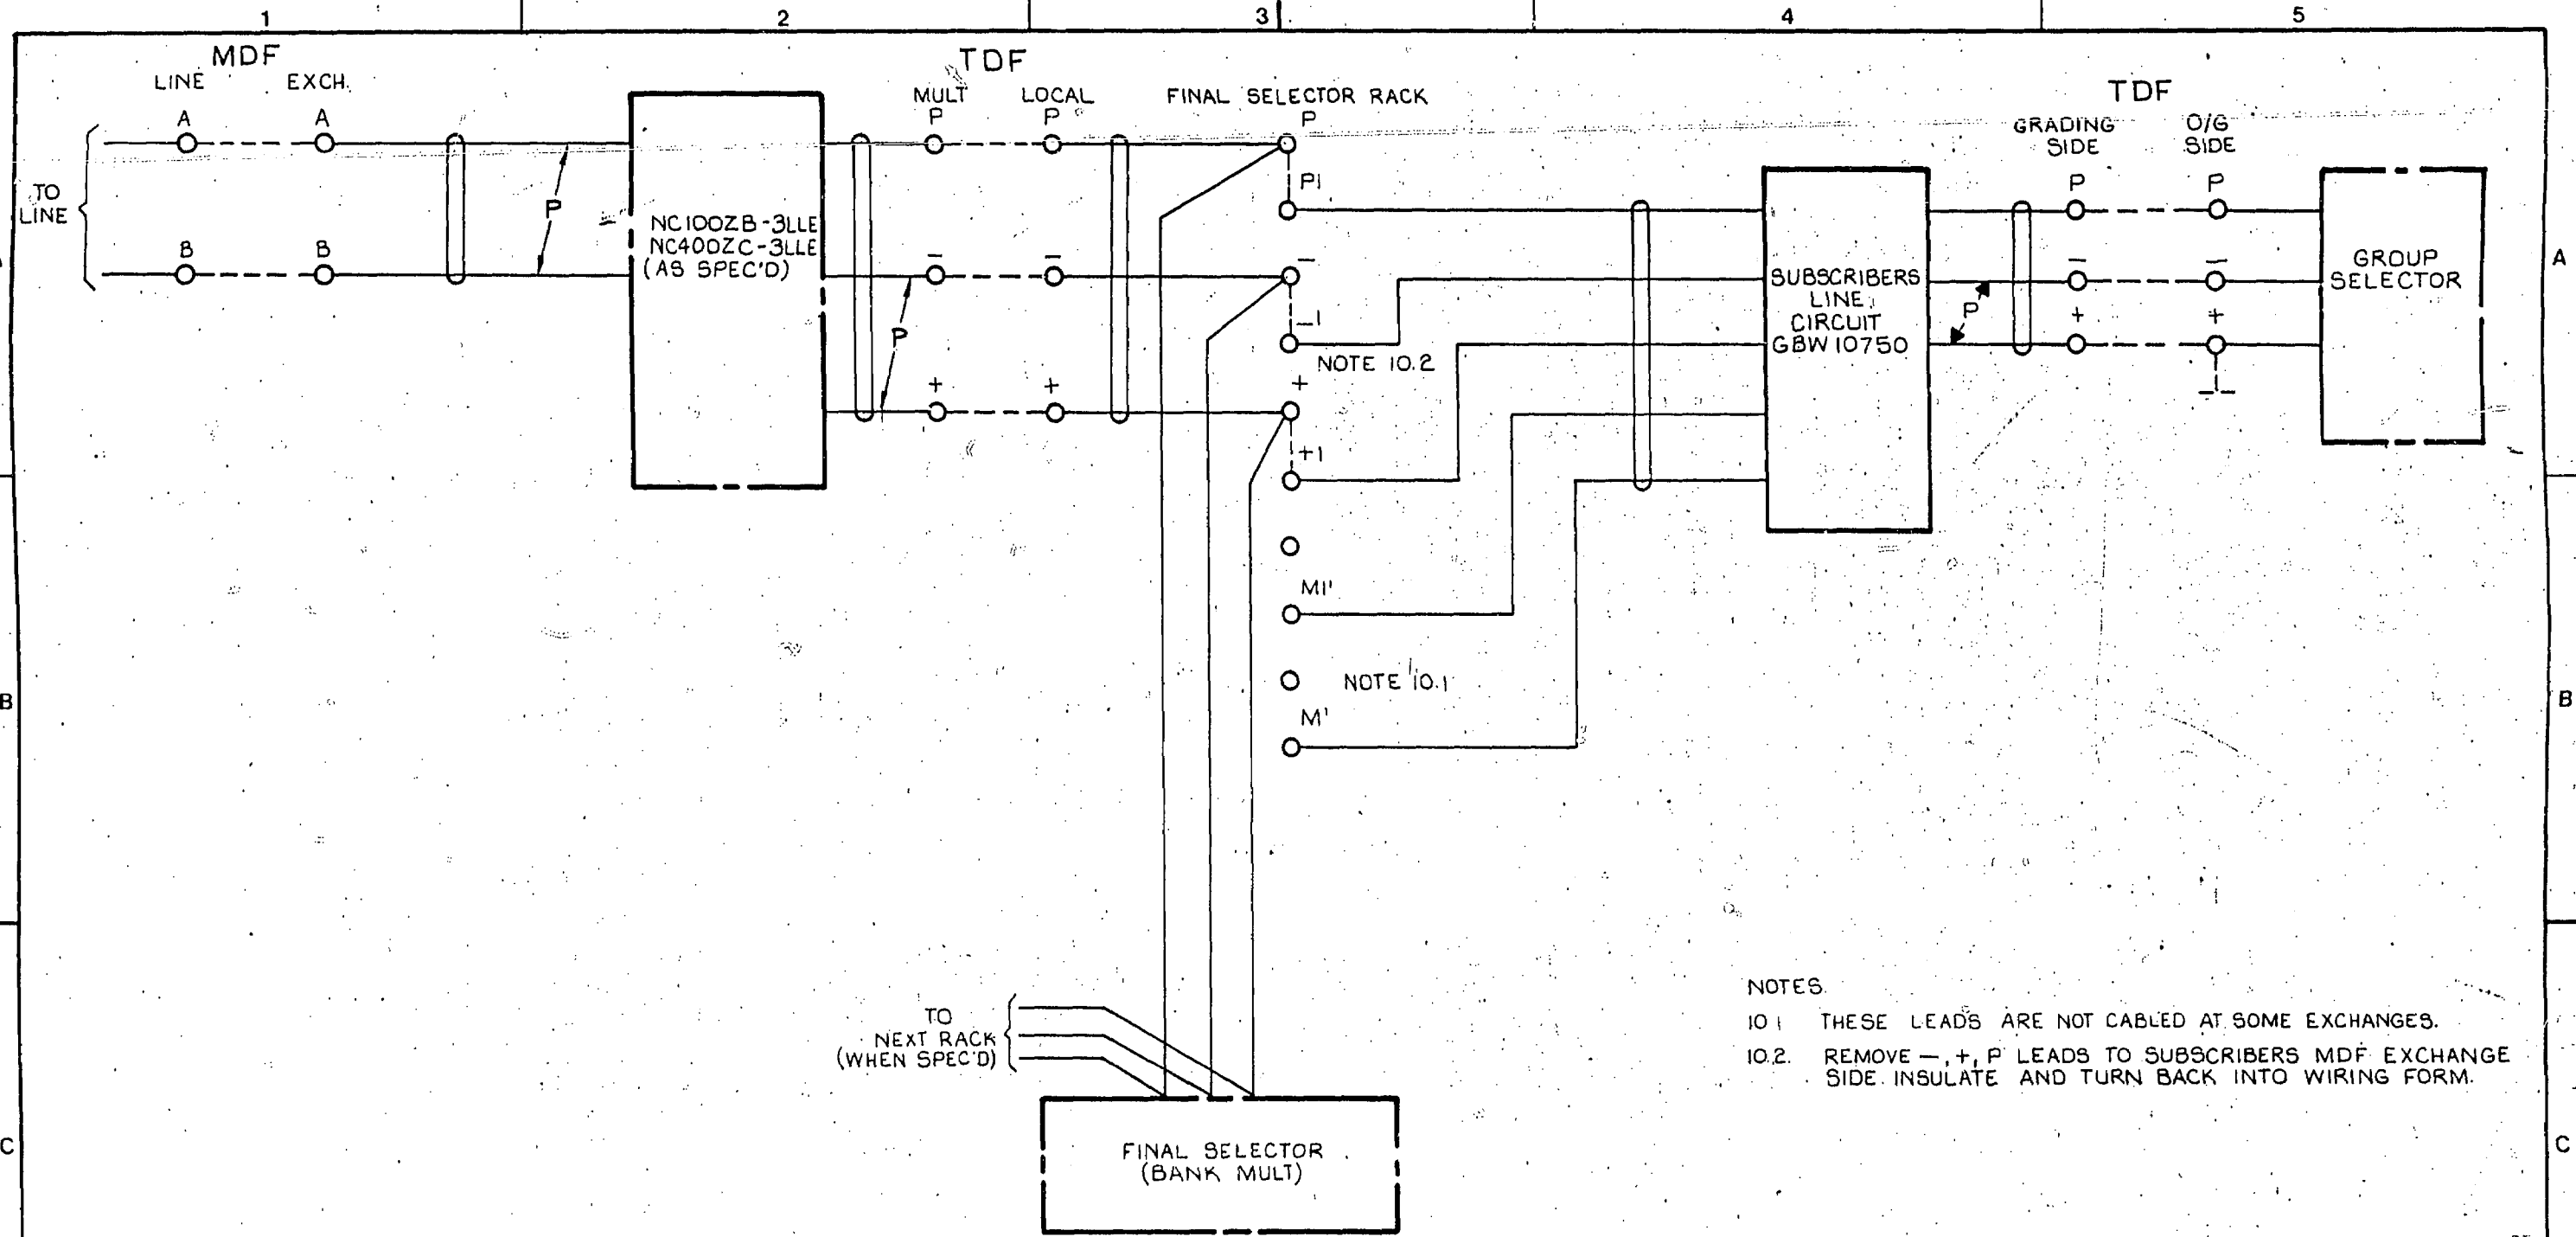 1 2 3 4 5
MDF
LINE EXCH.
A A
TO
LINE
P
B B
NC100ZB-3LLE
NC400ZC-3LLE
(AS SPEC'D)
TDF
MULT LOCAL
P P
– –
P
+ +
FINAL SELECTOR RACK
P
P1
–
–1
NOTE 10.2
+
+1
M1'
NOTE 10.1
M'
SUBSCRIBERS
LINE
CIRCUIT
GBW 10750
TDF
GRADING
SIDE
O/G
SIDE
P P
– –
P
+ +
GROUP
SELECTOR
A A
B B
C C
TO
NEXT RACK
(WHEN SPEC'D)
FINAL SELECTOR
(BANK MULT)
NOTES
10 1 THESE LEADS ARE NOT CABLED AT SOME EXCHANGES.
10.2. REMOVE –, +, P LEADS TO SUBSCRIBERS MDF EXCHANGE
SIDE. INSULATE AND TURN BACK INTO WIRING FORM.